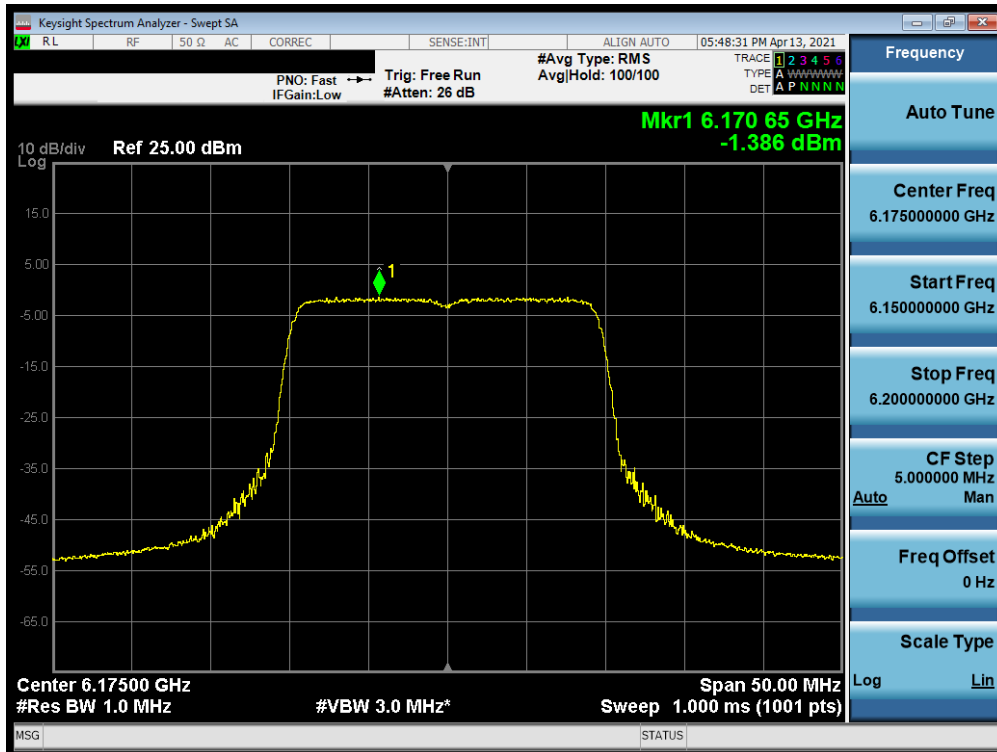 Keysight Spectrum Analyzer - Swept SA
LXI RL RF 50 Ω AC CORREC SENSE:INT ALIGN AUTO 05:48:31 PM Apr 13, 2021
PNO: Fast
IFGain:Low
Trig: Free Run
#Atten: 26 dB
#Avg Type: RMS
Avg|Hold: 100/100
TRACE 1 2 3 4 5 6
TYPE A WWWWW
DET A P N N N N
Mkr1 6.170 65 GHz
-1.386 dBm
10 dB/div Ref 25.00 dBm
Log
15.0
5.00
-5.00
-15.0
-25.0
-35.0
-45.0
-55.0
-65.0
1
Center 6.17500 GHz Span 50.00 MHz
#Res BW 1.0 MHz #VBW 3.0 MHz* Sweep 1.000 ms (1001 pts)
MSG STATUS
Frequency
Auto Tune
Center Freq
6.175000000 GHz
Start Freq
6.150000000 GHz
Stop Freq
6.200000000 GHz
CF Step
5.000000 MHz
Auto Man
Freq Offset
0 Hz
Scale Type
Log Lin